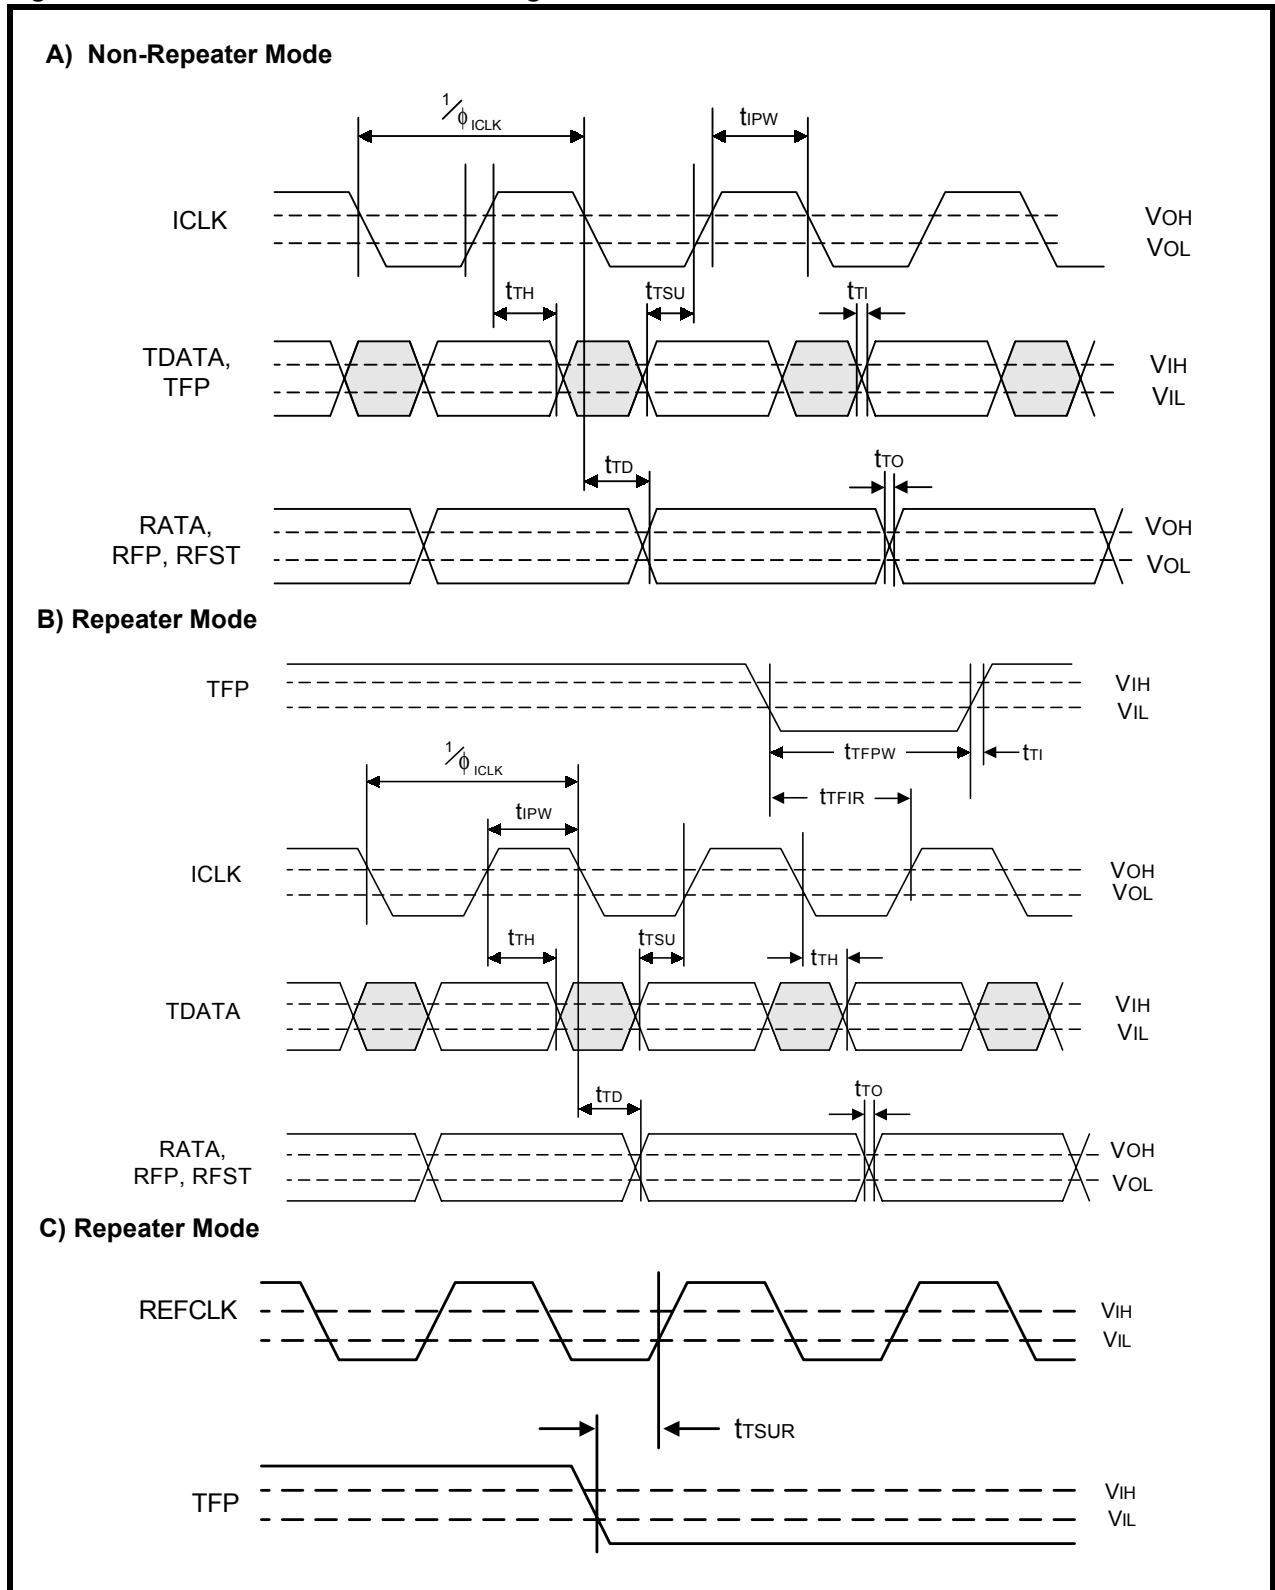 A) Non-Repeater Mode
1/ϕ ICLK
tIPW
ICLK
VOH
VOL
tTH
tTSU
tTI
TDATA,
TFP
VIH
VIL
tTD
tTO
RATA,
RFP, RFST
VOH
VOL
B) Repeater Mode
TFP
VIH
VIL
tTFPW
tTI
1/ϕ ICLK
tTFIR
tIPW
ICLK
VOH
VOL
tTH
tTSU
tTH
TDATA
VIH
VIL
tTD
tTO
RATA,
RFP, RFST
VOH
VOL
C) Repeater Mode
REFCLK
VIH
VIL
tTSUR
TFP
VIH
VIL